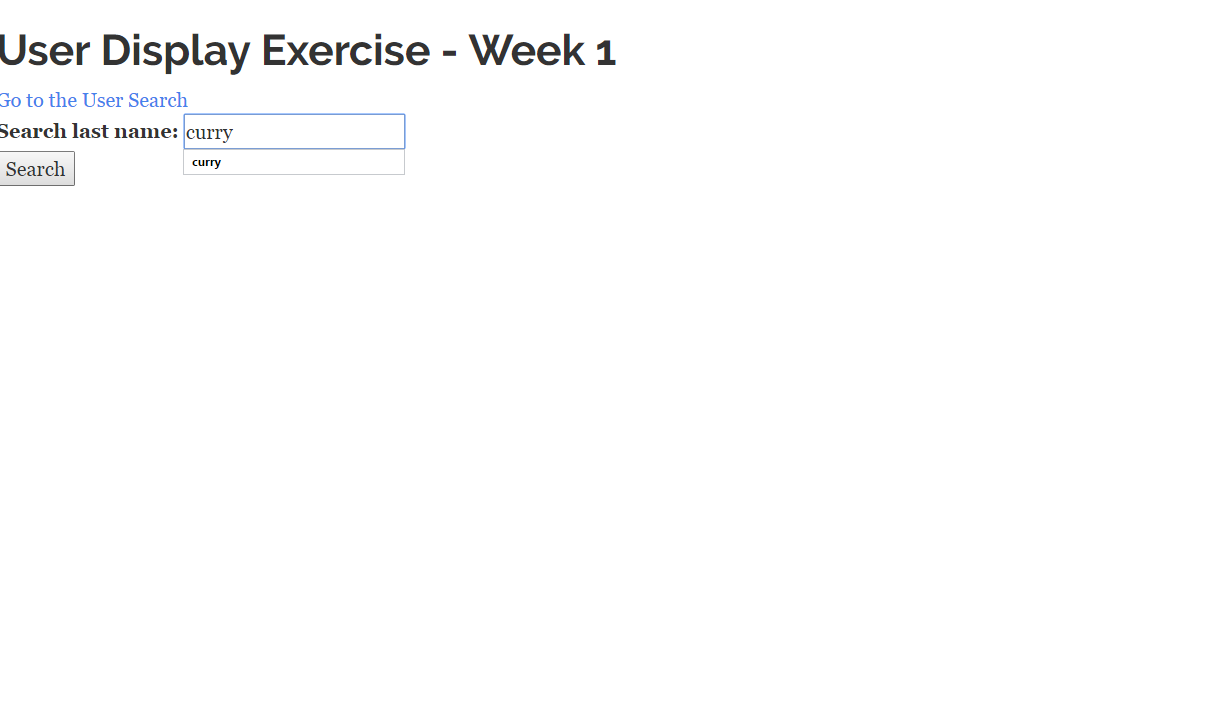 User Display Exercise - Week 1
Go to the User Search
Search last name: curry
curry
Search